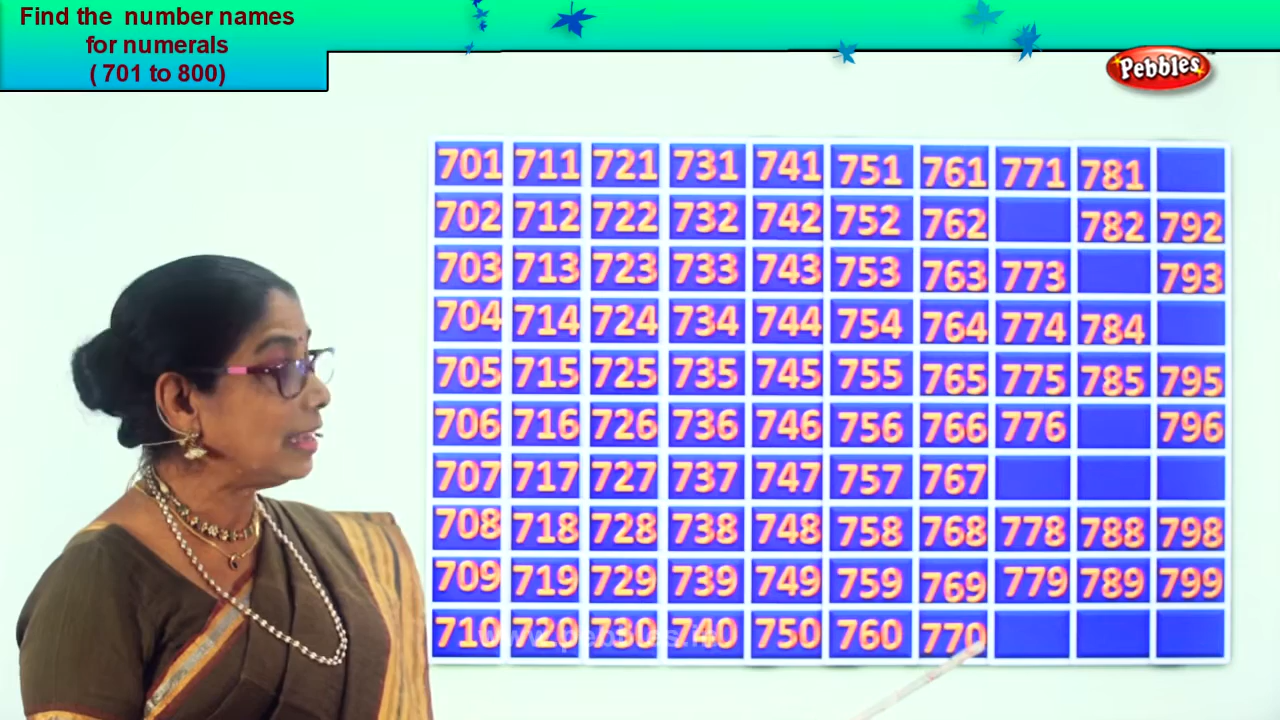 Find the number names
for numerals
( 701 to 800)
Pebbles
701 711 721 731 741 751 761 771 781
702 712 722 732 742 752 762 782 792
703 713 723 733 743 753 763 773 793
704 714 724 734 744 754 764 774 784
705 715 725 735 745 755 765 775 785 795
706 716 726 736 746 756 766 776 796
707 717 727 737 747 757 767
708 718 728 738 748 758 768 778 788 798
709 719 729 739 749 759 769 779 789 799
710 720 730 740 750 760 770